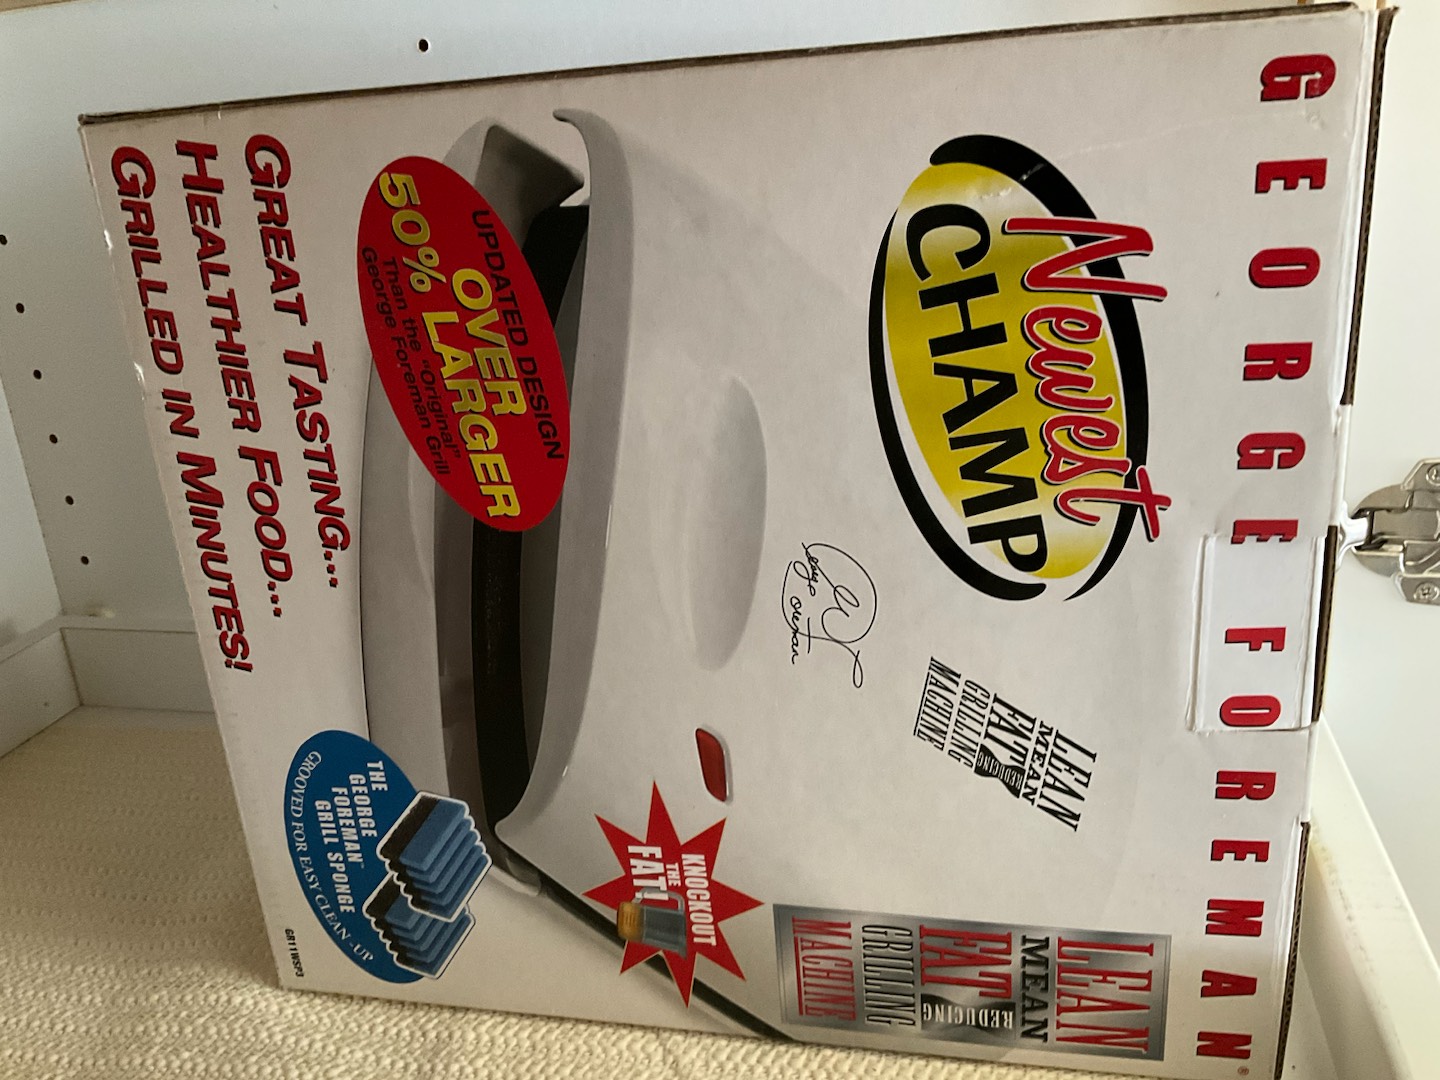 GEORGE FOREMAN®
Newest
CHAMP
LEAN
MEAN
FAT
REDUCING
GRILLING
MACHINE
LEAN
MEAN
FAT
REDUCING
GRILLING
MACHINE
KNOCKOUT
THE
FAT!
UPDATED DESIGN
OVER
50% LARGER
Than the "Original"
George Foreman Grill
THE
GEORGE
FOREMAN™
GRILL SPONGE
GROOVED FOR EASY CLEAN-UP
GREAT TASTING...
HEALTHIER FOOD...
GRILLED IN MINUTES!
GR11WSP3